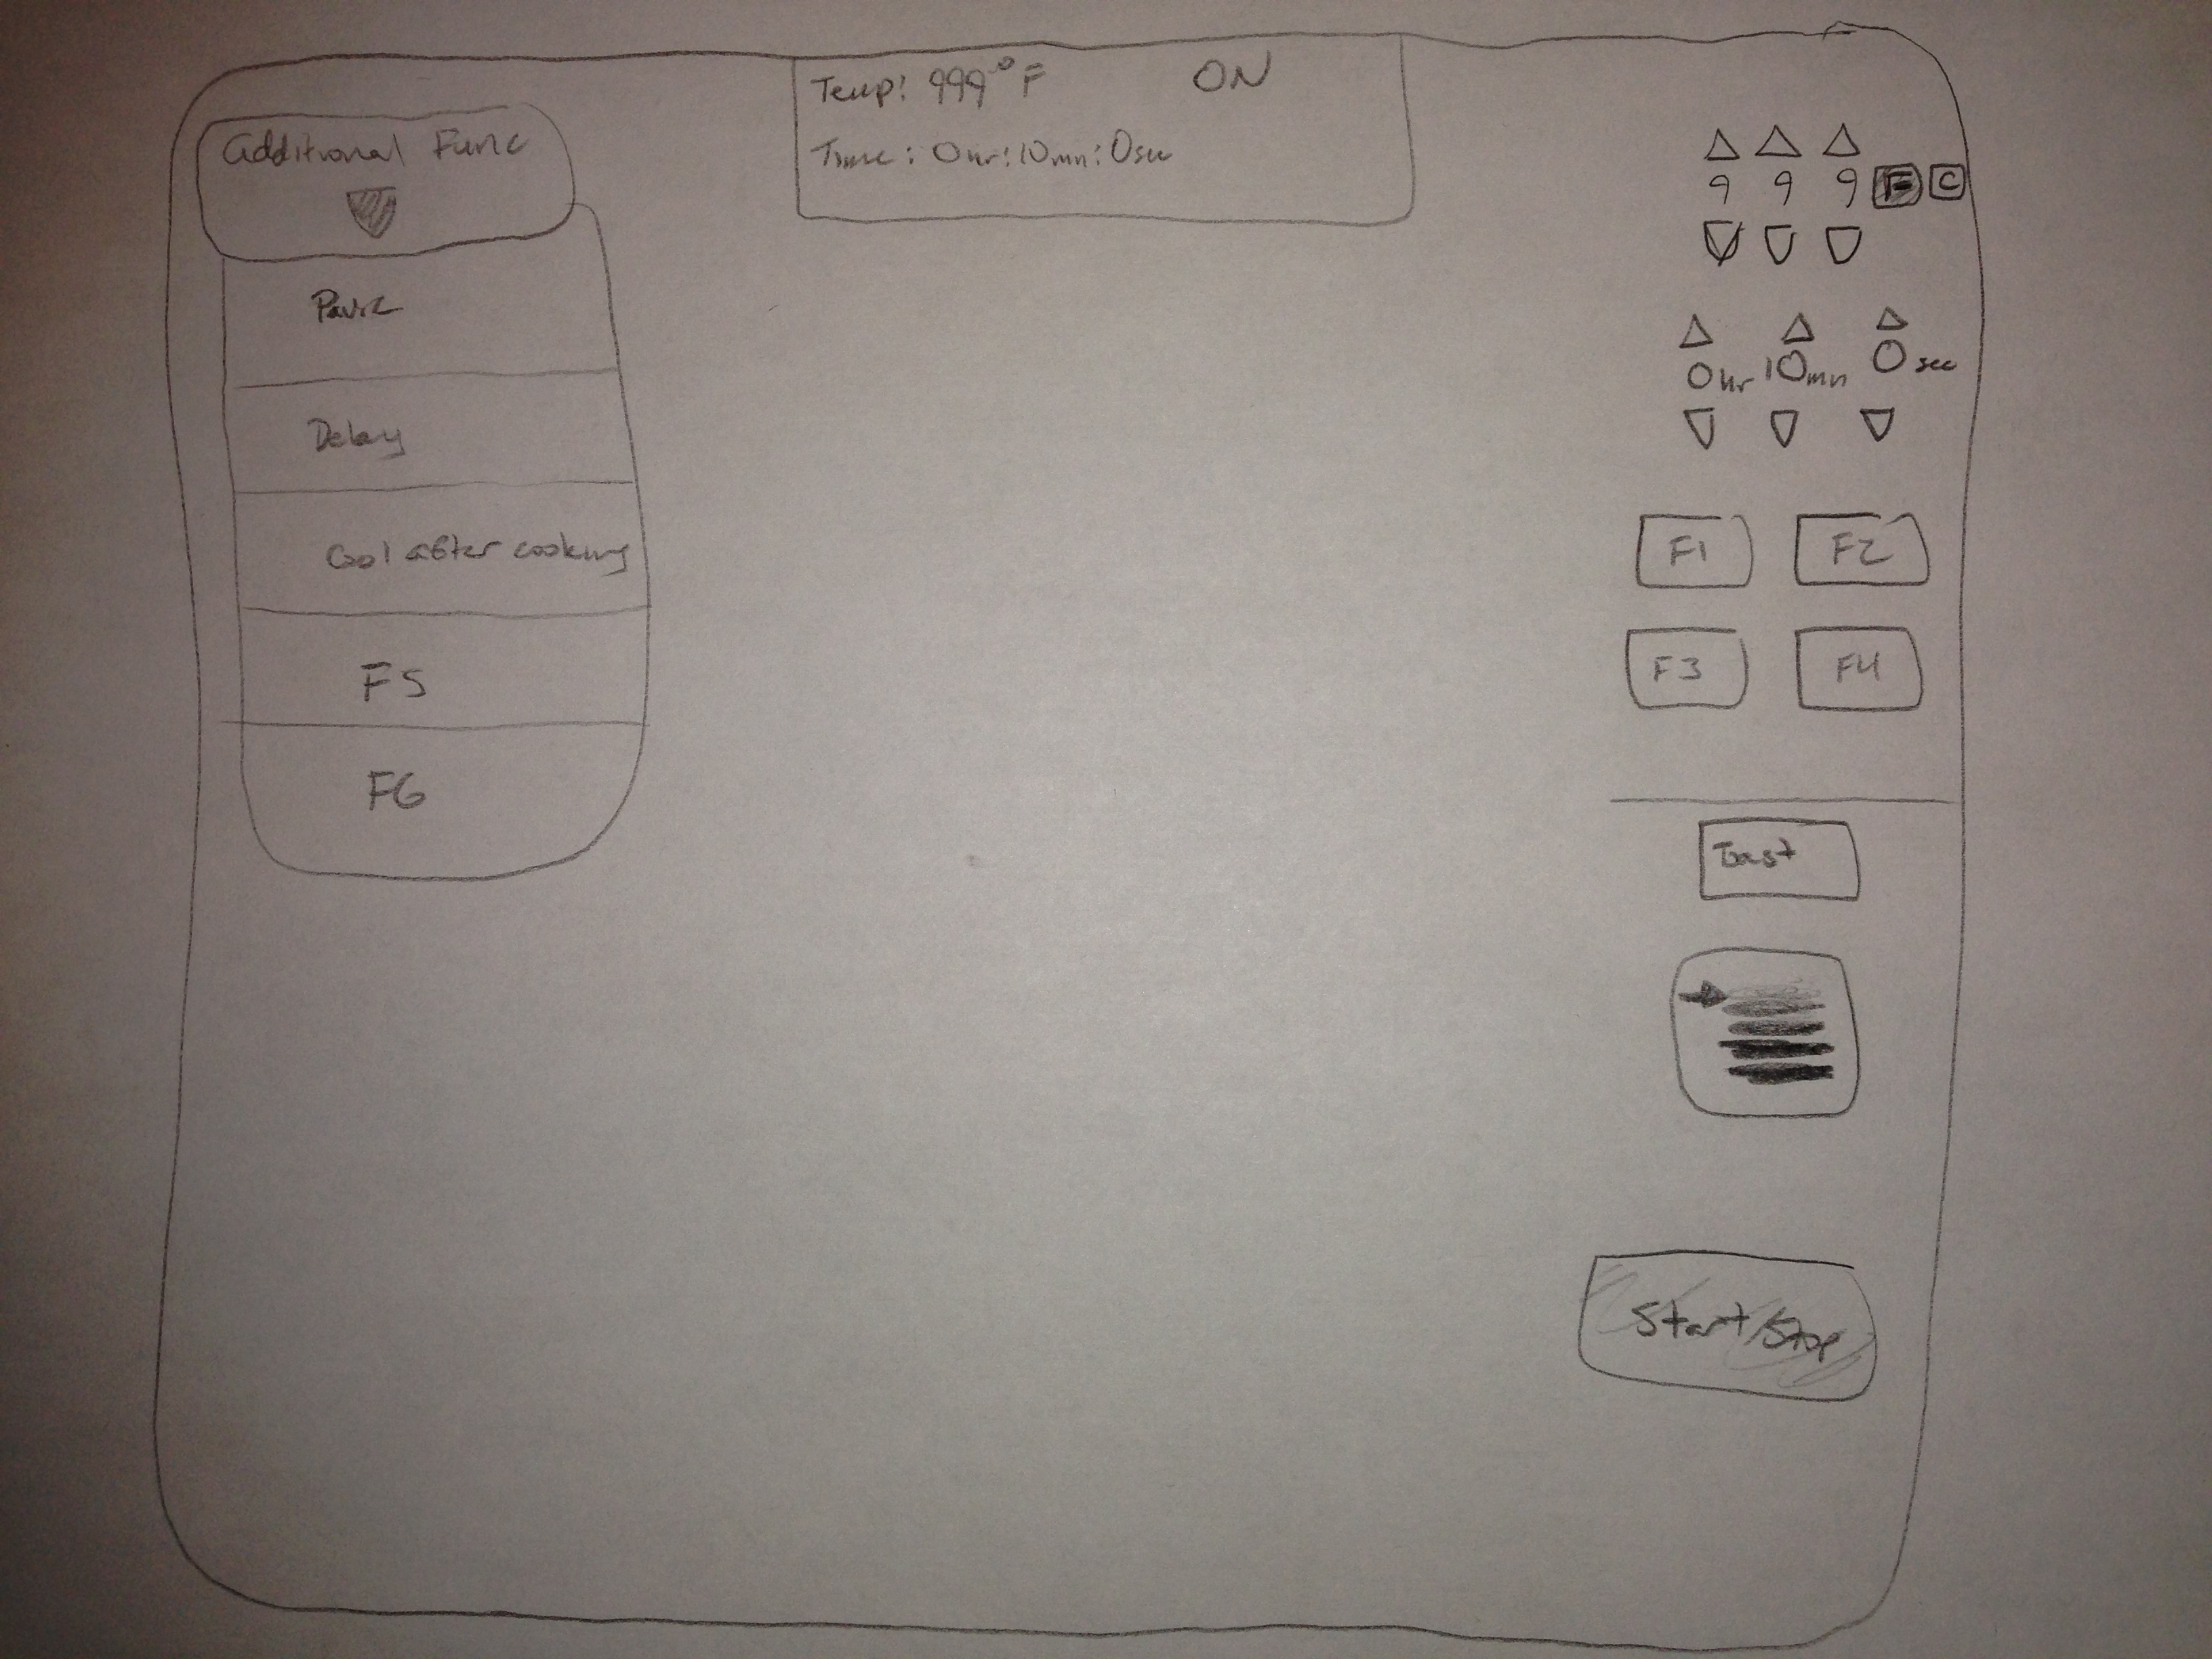 Temp: 999°F ON
Time: 0hr:10mn:0sec
Additional Func
Pause
Delay
Cool after cooking
F5
F6
9 9 9 F C
0hr 10mn 0sec
F1 F2
F3 F4
Toast
Start/Stop